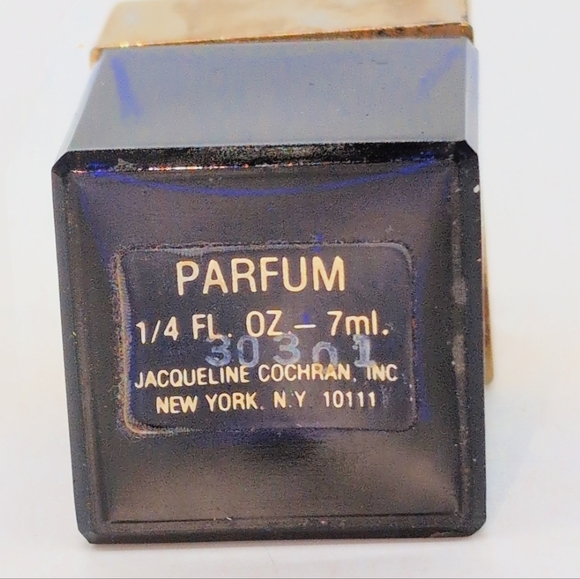 PARFUM
1/4 FL. OZ. – 7ml.
30301
JACQUELINE COCHRAN, INC
NEW YORK. N.Y. 10111